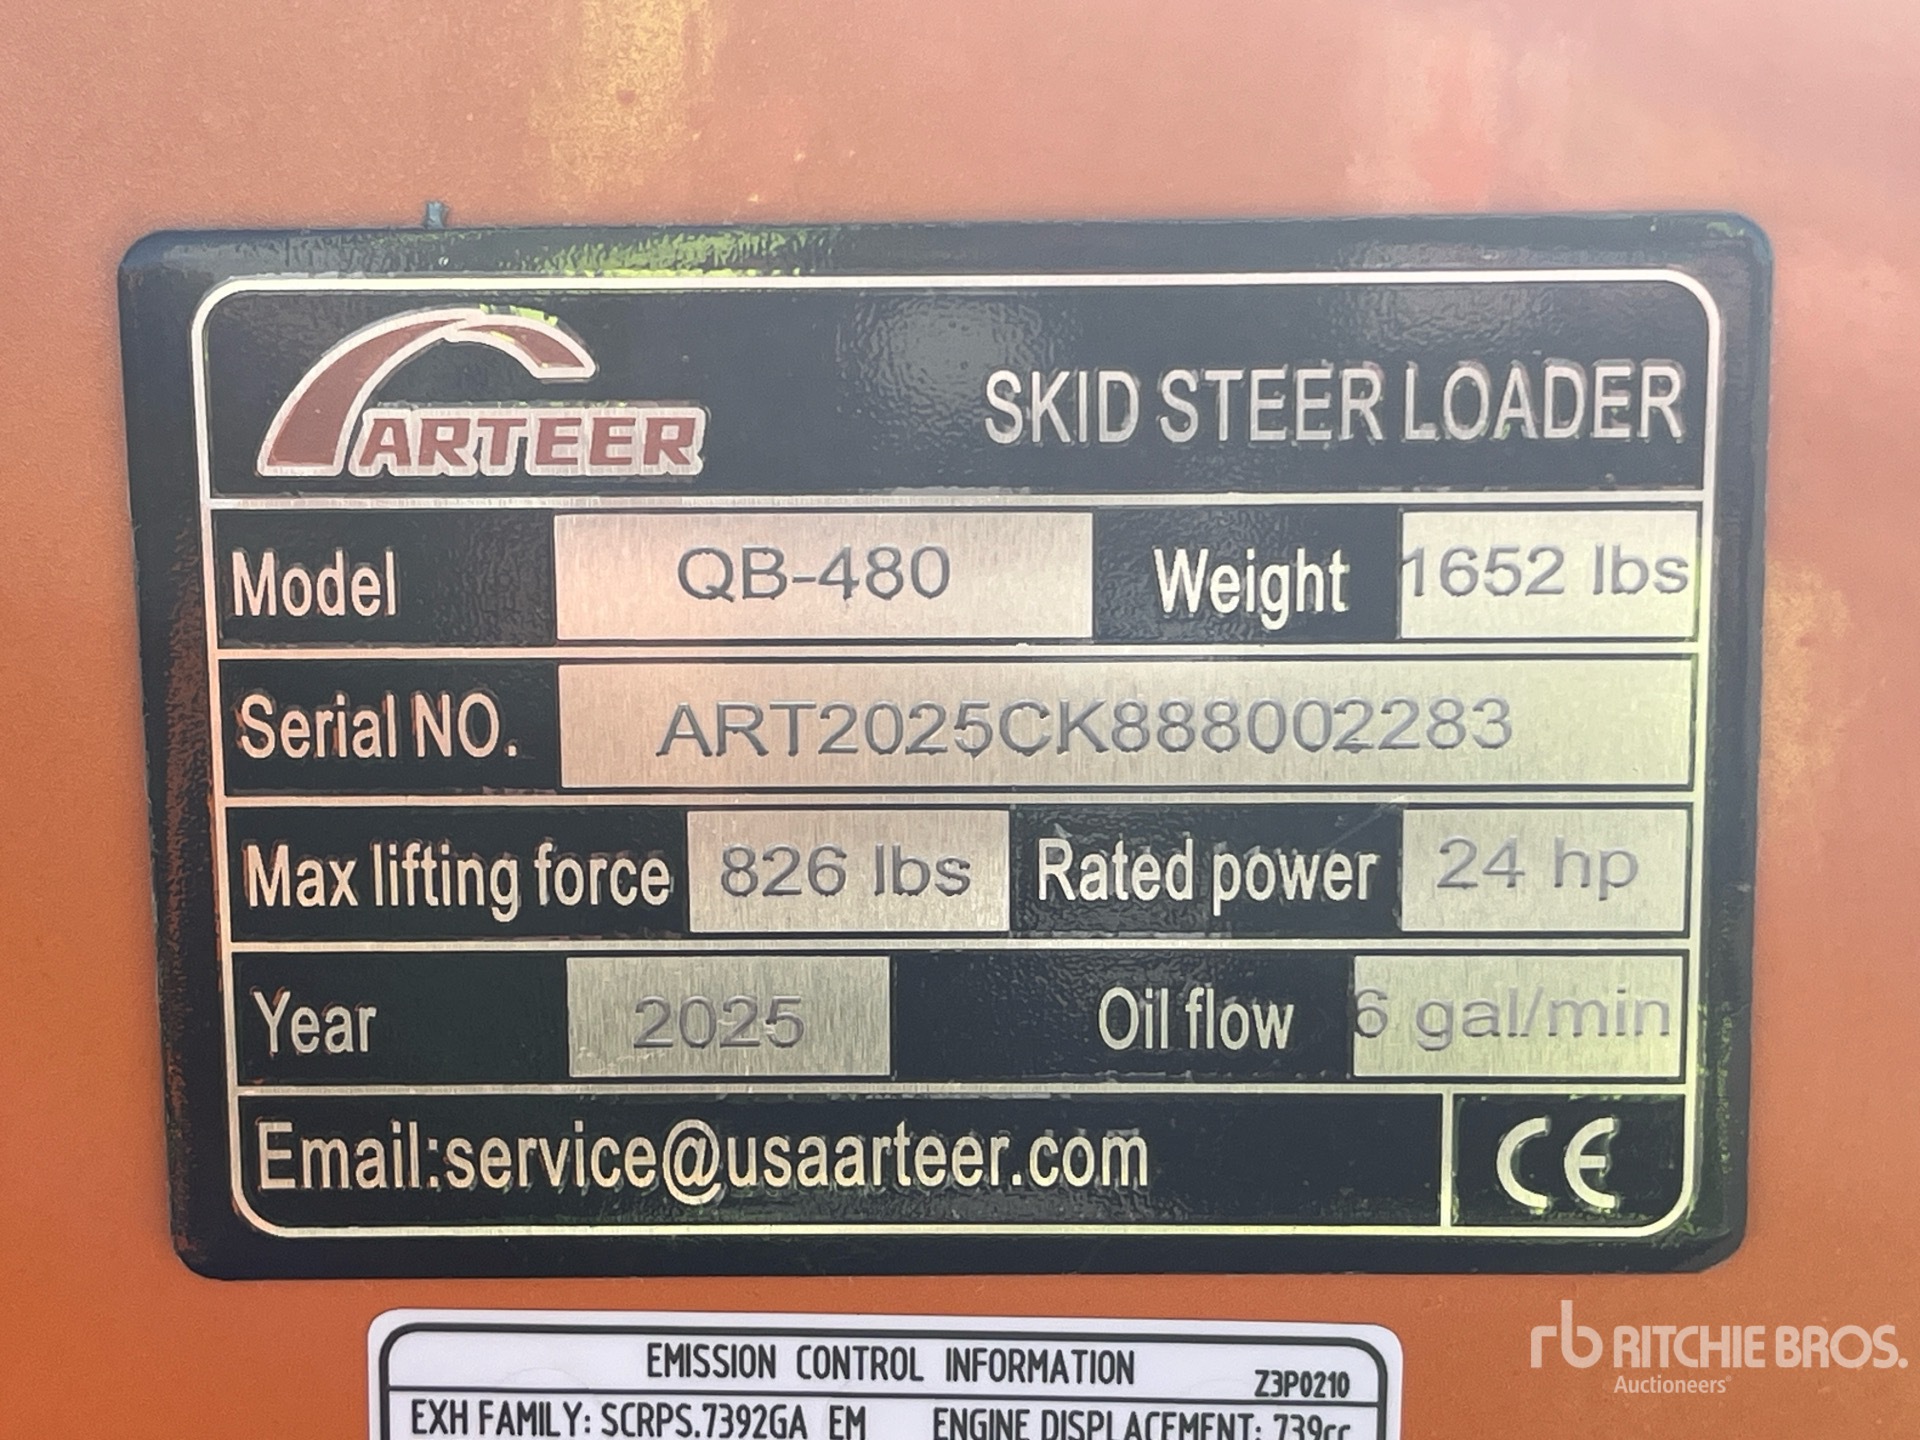 ARTEER
SKID STEER LOADER
Model QB-480 Weight 1652 lbs
Serial NO. ART2025CK888002283
Max lifting force 826 lbs Rated power 24 hp
Year 2025 Oil flow 6 gal/min
Email:service@usaarteer.com CE
EMISSION CONTROL INFORMATION Z3P0210
EXH FAMILY: SCRPS.7392GA EM ENGINE DISPLACEMENT: 739cc
rb RITCHIE BROS.
Auctioneers